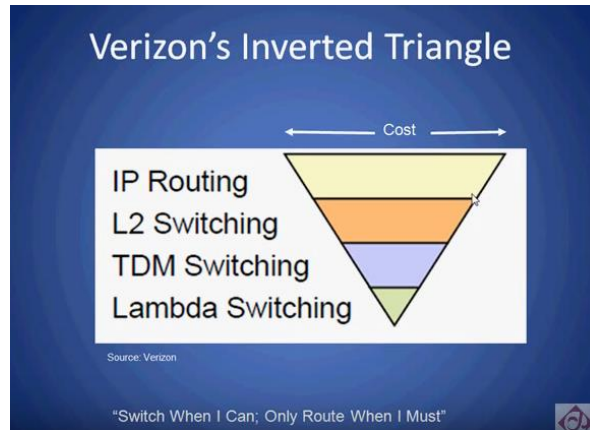 Verizon's Inverted Triangle
Cost
IP Routing
L2 Switching
TDM Switching
Lambda Switching
Source: Verizon
“Switch When I Can; Only Route When I Must”